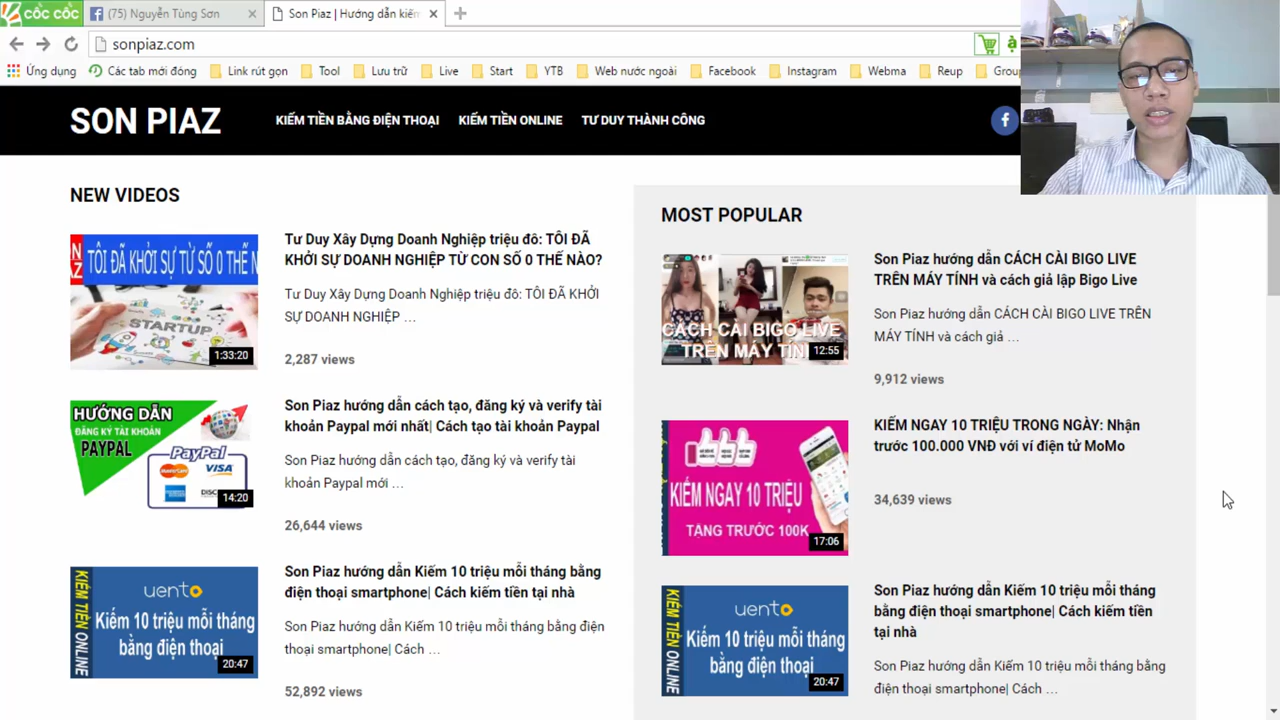 cốc cốc
(75) Nguyễn Tùng Sơn
Son Piaz | Hướng dẫn kiếm
sonpiaz.com
Ứng dụng
Các tab mới đóng
Link rút gọn
Tool
Lưu trữ
Live
Start
YTB
Web nước ngoài
Facebook
Instagram
Webma
Reup
Group
SON PIAZ
KIẾM TIỀN BẰNG ĐIỆN THOẠI
KIẾM TIỀN ONLINE
TƯ DUY THÀNH CÔNG
NEW VIDEOS
TÔI ĐÃ KHỞI SỰ TỪ SỐ 0 THẾ N
STARTUP
1:33:20
Tư Duy Xây Dựng Doanh Nghiệp triệu đô: TÔI ĐÃ
KHỞI SỰ DOANH NGHIỆP TỪ CON SỐ 0 THẾ NÀO?
Tư Duy Xây Dựng Doanh Nghiệp triệu đô: TÔI ĐÃ KHỞI
SỰ DOANH NGHIỆP ...
2,287 views
HƯỚNG DẪN
ĐĂNG KÝ TÀI KHOẢN
PAYPAL
PayPal
MasterCard
VISA
DISC
14:20
Son Piaz hướng dẫn cách tạo, đăng ký và verify tài
khoản Paypal mới nhất| Cách tạo tài khoản Paypal
Son Piaz hướng dẫn cách tạo, đăng ký và verify tài
khoản Paypal mới ...
26,644 views
KIẾM TIỀN ONLINE
uento
Kiếm 10 triệu mỗi tháng
bằng điện thoại
20:47
Son Piaz hướng dẫn Kiếm 10 triệu mỗi tháng bằng
điện thoại smartphone| Cách kiếm tiền tại nhà
Son Piaz hướng dẫn Kiếm 10 triệu mỗi tháng bằng điện
thoại smartphone| Cách ...
52,892 views
MOST POPULAR
CÁCH CÀI BIGO LIVE
TRÊN MÁY TÍN
12:55
Son Piaz hướng dẫn CÁCH CÀI BIGO LIVE
TRÊN MÁY TÍNH và cách giả lập Bigo Live
Son Piaz hướng dẫn CÁCH CÀI BIGO LIVE TRÊN
MÁY TÍNH và cách giả ...
9,912 views
KIẾM NGAY 10 TRIỆU
TẶNG TRƯỚC 100K
17:06
KIẾM NGAY 10 TRIỆU TRONG NGÀY: Nhận
trước 100.000 VNĐ với ví điện tử MoMo
34,639 views
KIẾM TIỀN ONLINE
uento
Kiếm 10 triệu mỗi tháng
bằng điện thoại
20:47
Son Piaz hướng dẫn Kiếm 10 triệu mỗi tháng
bằng điện thoại smartphone| Cách kiếm tiền
tại nhà
Son Piaz hướng dẫn Kiếm 10 triệu mỗi tháng bằng
điện thoại smartphone| Cách ...